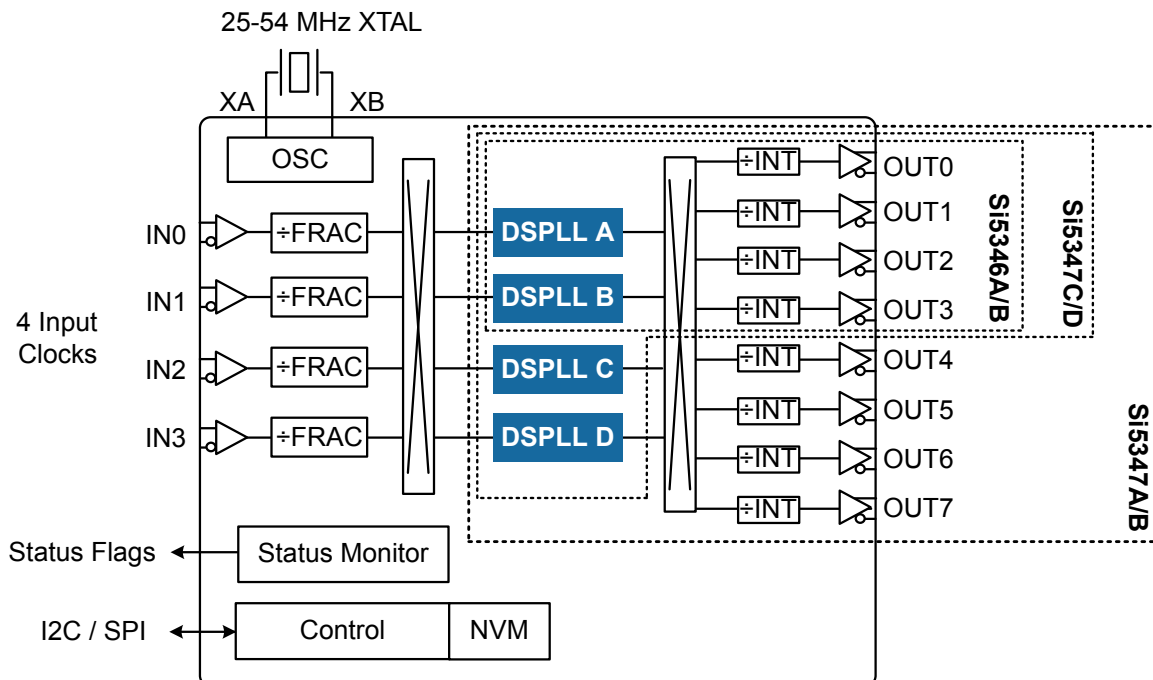 25-54 MHz XTAL
XA
XB
OSC
IN0
÷FRAC
IN1
÷FRAC
4 Input
Clocks
IN2
÷FRAC
IN3
÷FRAC
DSPLL A
DSPLL B
DSPLL C
DSPLL D
÷INT
OUT0
÷INT
OUT1
÷INT
OUT2
÷INT
OUT3
÷INT
OUT4
÷INT
OUT5
÷INT
OUT6
÷INT
OUT7
Si5346A/B
Si5347C/D
Si5347A/B
Status Flags
Status Monitor
I2C / SPI
Control
NVM